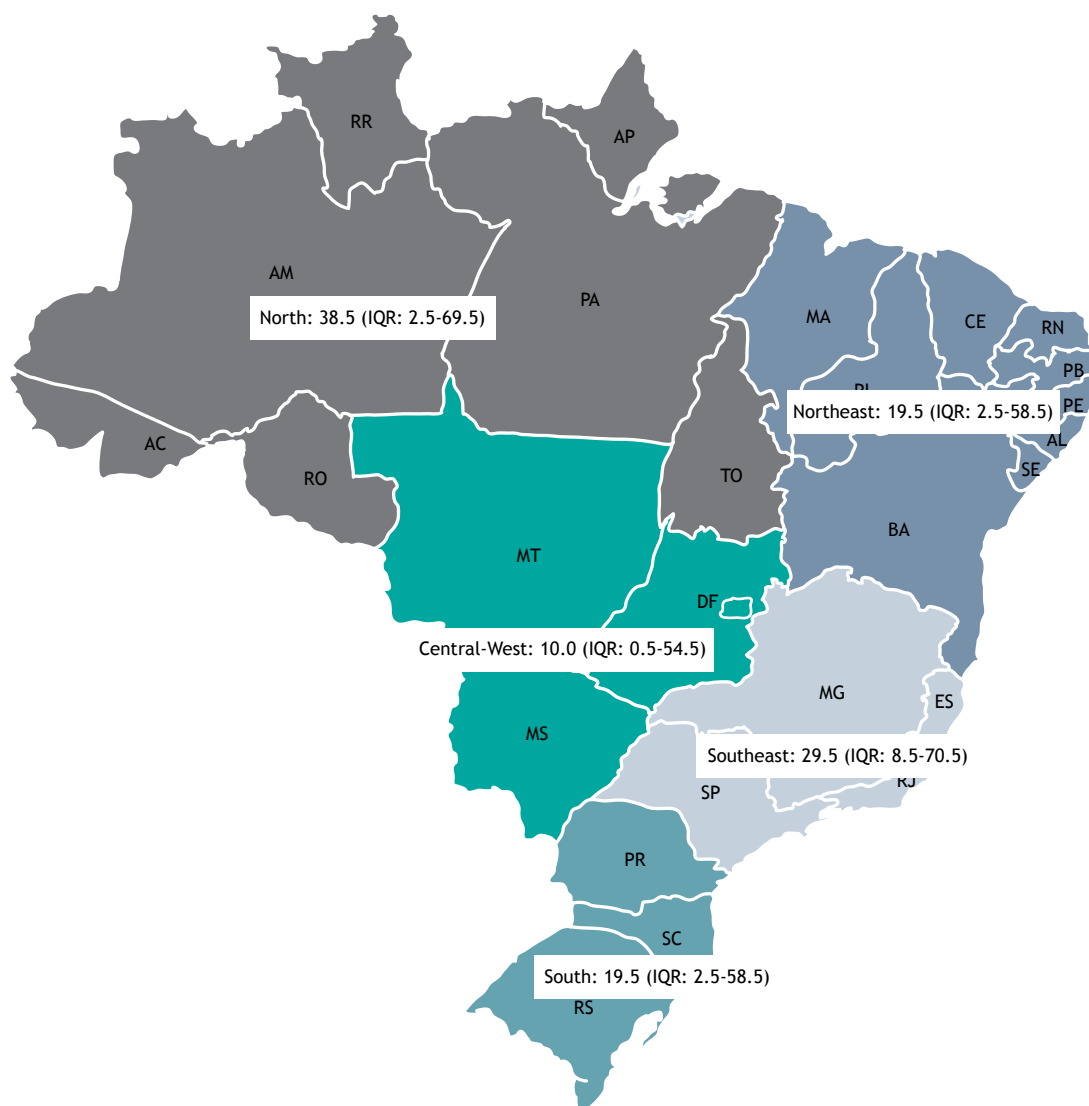 RR
AP
AM
PA
North: 38.5 (IQR: 2.5-69.5)
MA
CE
RN
PB
PE
Northeast: 19.5 (IQR: 2.5-58.5)
AL
AC
SE
RO
TO
BA
MT
DF
Central-West: 10.0 (IQR: 0.5-54.5)
MG
ES
MS
Southeast: 29.5 (IQR: 8.5-70.5)
RJ
SP
PR
SC
South: 19.5 (IQR: 2.5-58.5)
RS